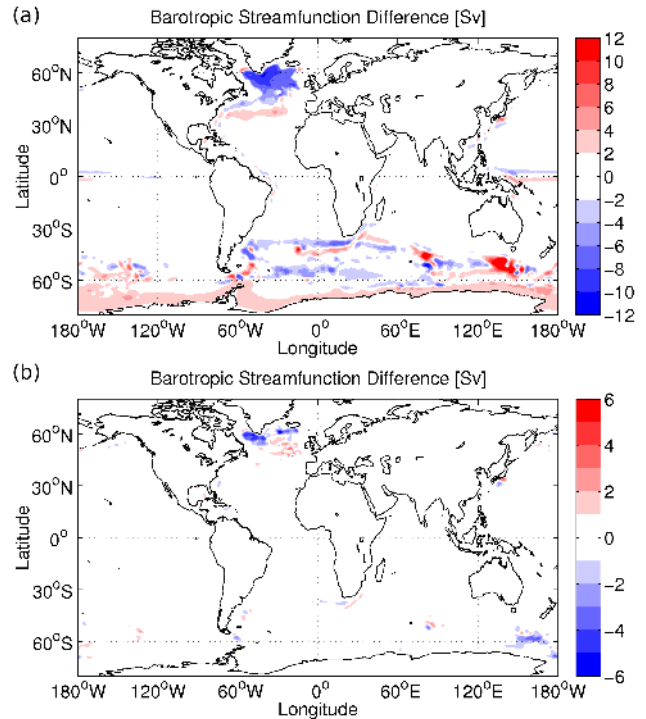 (a)
Barotropic Streamfunction Difference [Sv]
Latitude
60°N
30°N
0°
30°S
60°S
180°W 120°W 60°W 0° 60°E 120°E 180°W
Longitude
12
10
8
6
4
2
0
−2
−4
−6
−8
−10
−12
(b)
Barotropic Streamfunction Difference [Sv]
Latitude
60°N
30°N
0°
30°S
60°S
180°W 120°W 60°W 0° 60°E 120°E 180°W
Longitude
6
4
2
0
−2
−4
−6